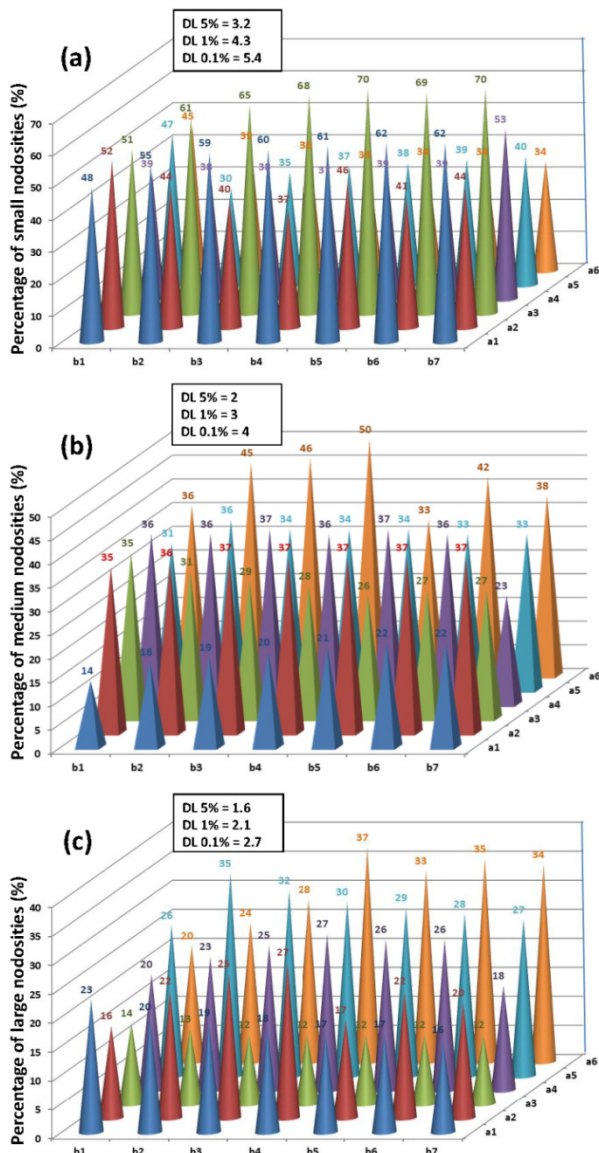 (a)
DL 5% = 3.2
DL 1% = 4.3
DL 0.1% = 5.4
Percentage of small nodosities (%)
70
60
50
40
30
20
10
0
65 68 70 69 70
61 45 47 53
52 51 55 39 59 60 61 62 62
48 44 30 35 37 38 39 40 34
40 37 46 41 44
b1 b2 b3 b4 b5 b6 b7
a1 a2 a3 a4 a5 a6
(b)
DL 5% = 2
DL 1% = 3
DL 0.1% = 4
Percentage of medium nodosities (%)
50
45
40
35
30
25
20
15
10
5
0
36 45 46 50 33 42 38
31 36 34 34 34 33 33
36 36 37 36 37 36 23
35 31 29 28 26 27 27
35 36 37 37 37 37 37
14 18 19 20 21 22 22
b1 b2 b3 b4 b5 b6 b7
a1 a2 a3 a4 a5 a6
(c)
DL 5% = 1.6
DL 1% = 2.1
DL 0.1% = 2.7
Percentage of large nodosities (%)
40
35
30
25
20
15
10
5
0
20 24 28 37 33 35 34
26 35 32 30 29 28 27
20 23 25 27 26 26 18
14 13 12 12 12 12 12
16 22 25 27 17 22 20
23 20 19 18 17 17 16
b1 b2 b3 b4 b5 b6 b7
a1 a2 a3 a4 a5 a6